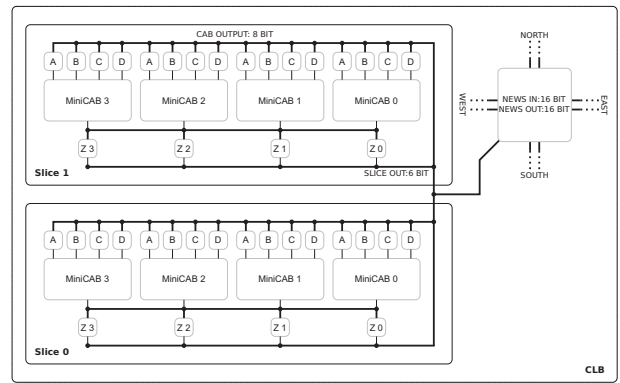 CAB OUTPUT: 8 BIT
A B C D A B C D A B C D A B C D
MiniCAB 3 MiniCAB 2 MiniCAB 1 MiniCAB 0
Z 3 Z 2 Z 1 Z 0
Slice 1
SLICE OUT:6 BIT
NORTH
WEST
NEWS IN:16 BIT
NEWS OUT:16 BIT
EAST
SOUTH
A B C D A B C D A B C D A B C D
MiniCAB 3 MiniCAB 2 MiniCAB 1 MiniCAB 0
Z 3 Z 2 Z 1 Z 0
Slice 0
CLB